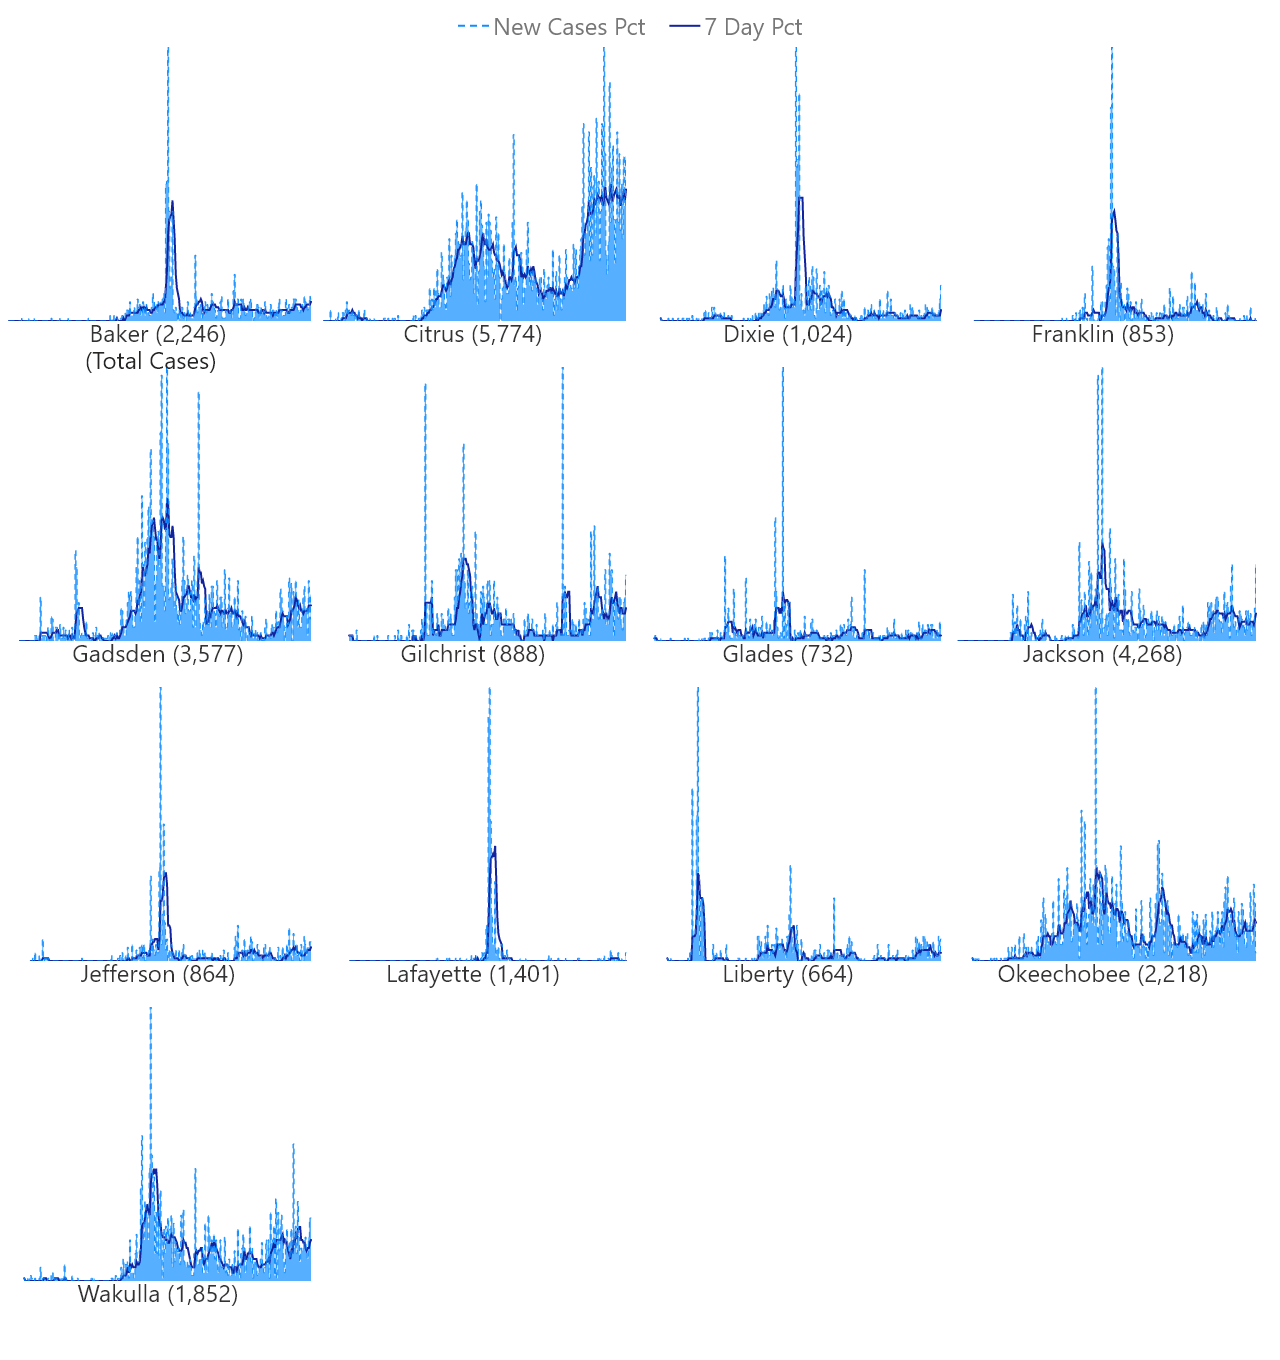 New Cases Pct 7 Day Pct
Baker (2,246) Citrus (5,774) Dixie (1,024) Franklin (853)
(Total Cases)
Gadsden (3,577) Gilchrist (888) Glades (732) Jackson (4,268)
Jefferson (864) Lafayette (1,401) Liberty (664) Okeechobee (2,218)
Wakulla (1,852)